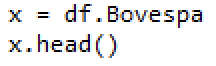 x = df.Bovespa
x.head()